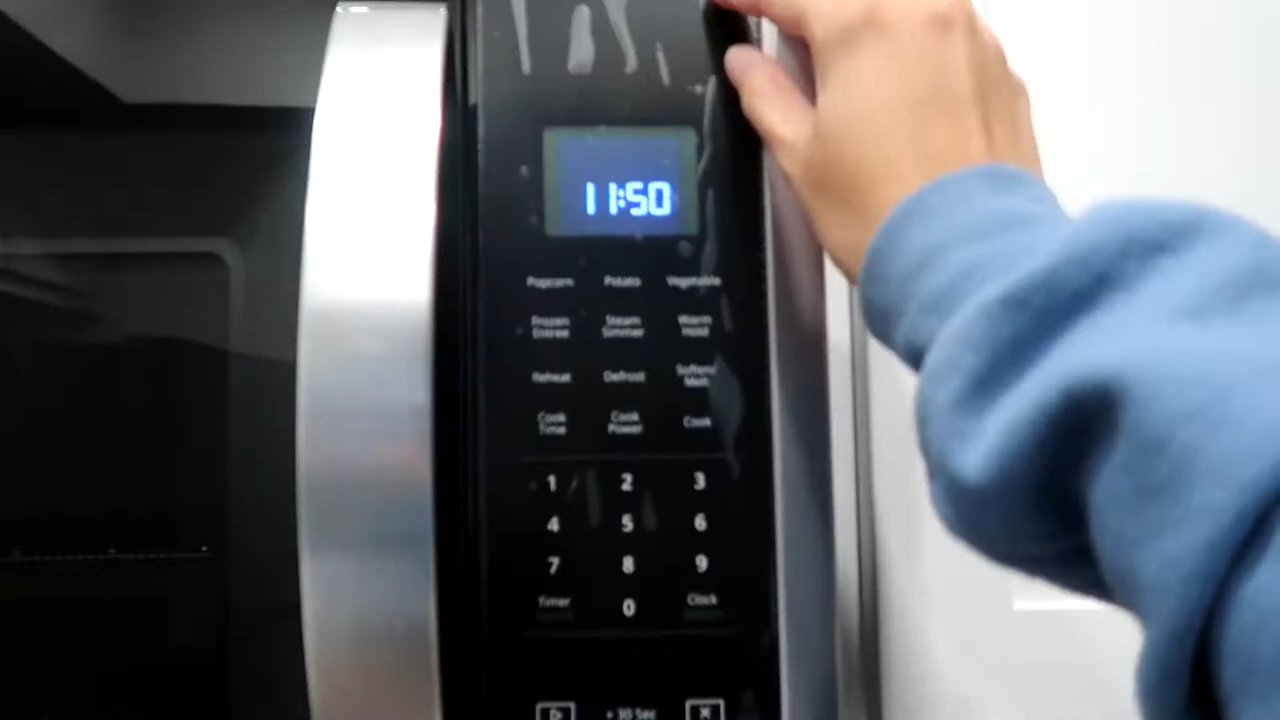 11:50
Popcorn Potato Vegetable
Frozen Entree Steam Simmer Warm Hold
Reheat Defrost Soften Melt
Cook Time Cook Power Cook
1 2 3
4 5 6
7 8 9
Timer 0 Clock
+30 Sec